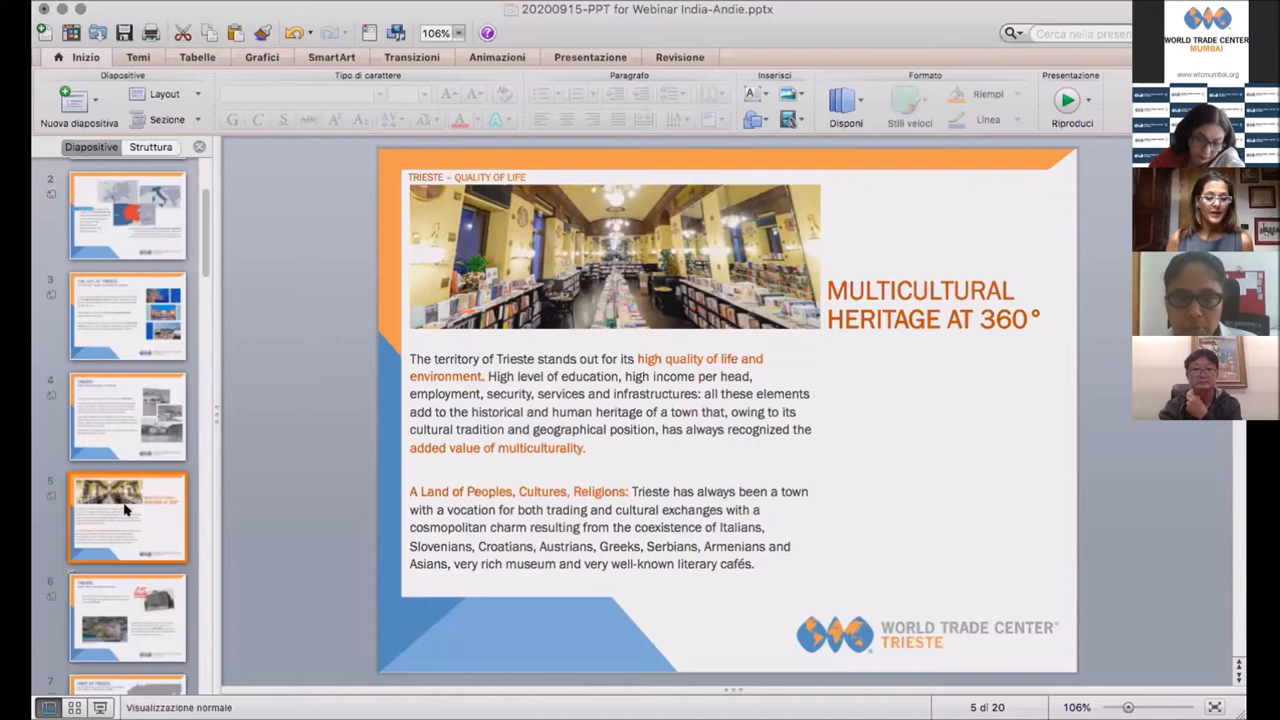 20200915-PPT for Webinar India-Andie.pptx
106%
Cerca nella presen
Inizio Temi Tabelle Grafici SmartArt Transizioni Animazioni Presentazione Revisione
Diapositive Tipo di carattere Paragrafo Inserisci Formato Presentazione
Nuova diapositiva Layout Sezione
G C S
Disponi Stili veloci Riempi Linea Riproduci
Diapositive Struttura
2
3
4
5
6
7
TRIESTE – QUALITY OF LIFE
MULTICULTURAL
HERITAGE AT 360°
The territory of Trieste stands out for its high quality of life and
environment. High level of education, high income per head,
employment, security, services and infrastructures: all these elements
add to the historical and human heritage of a town that, owing to its
cultural tradition and geographical position, has always recognized the
added value of multiculturality.
A Land of Peoples, Cultures, Religions: Trieste has always been a town
with a vocation for both trading and cultural exchanges with a
cosmopolitan charm resulting from the coexistence of Italians,
Slovenians, Croatians, Austrians, Greeks, Serbians, Armenians and
Asians, very rich museum and very well-known literary cafés.
WORLD TRADE CENTER®
TRIESTE
Visualizzazione normale
5 di 20
106%
WORLD TRADE CENTER
MUMBAI
www.wtcmumbai.org